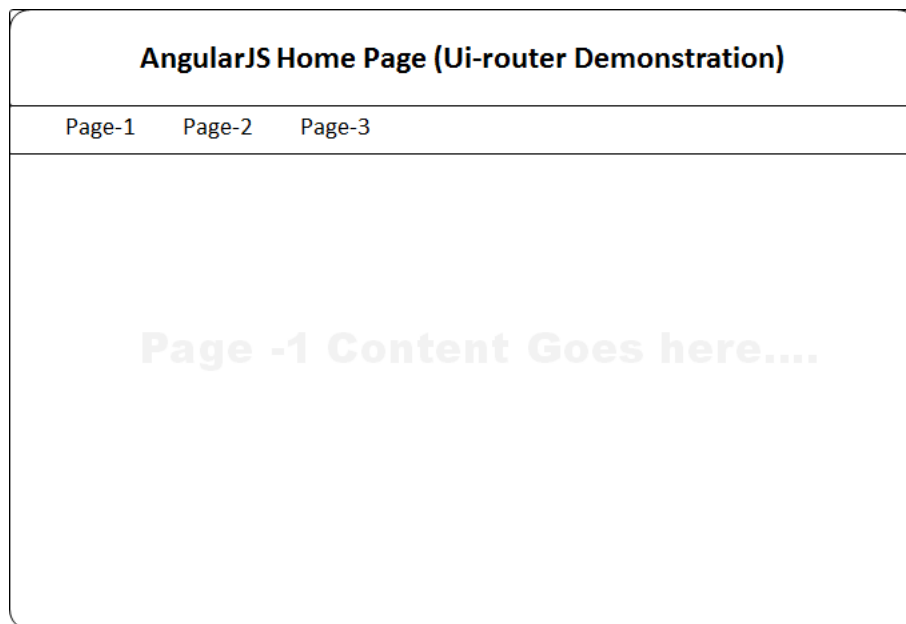 AngularJS Home Page (Ui-router Demonstration)
Page-1 Page-2 Page-3
Page -1 Content Goes here....